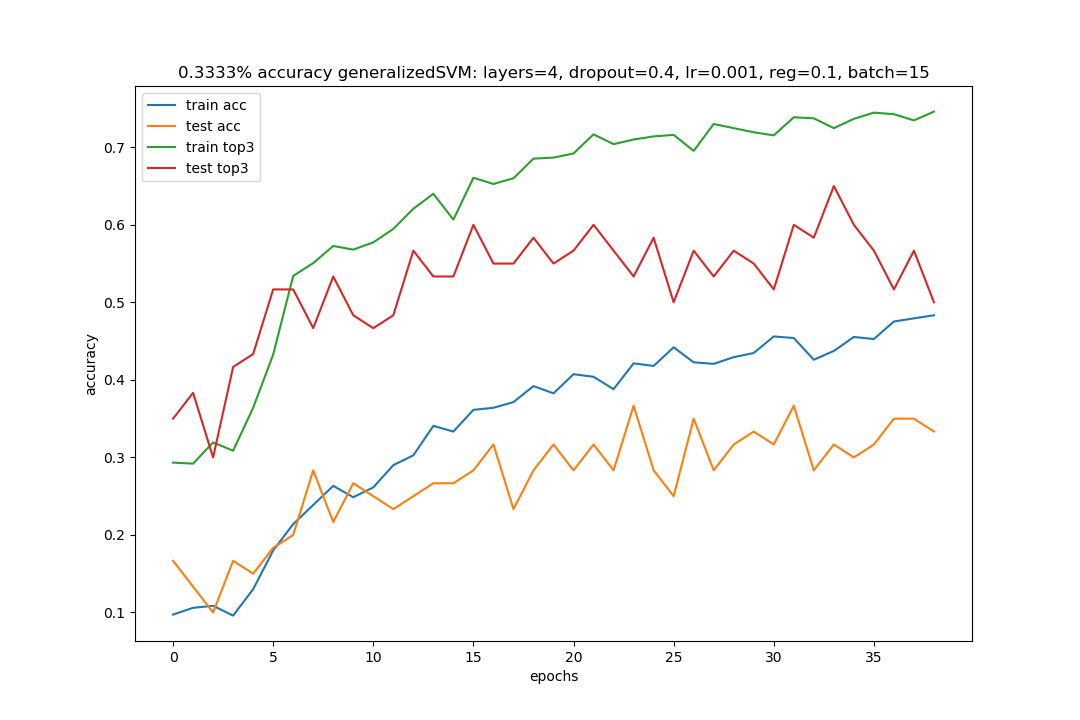 0.3333% accuracy generalizedSVM: layers=4, dropout=0.4, lr=0.001, reg=0.1, batch=15
train acc
test acc
train top3
test top3
0.7
0.6
0.5
0.4
0.3
0.2
0.1
accuracy
0 5 10 15 20 25 30 35
epochs